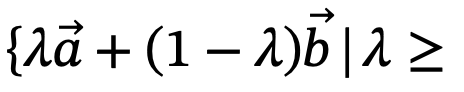 {λa⃗ + (1 − λ)b⃗ | λ ≥